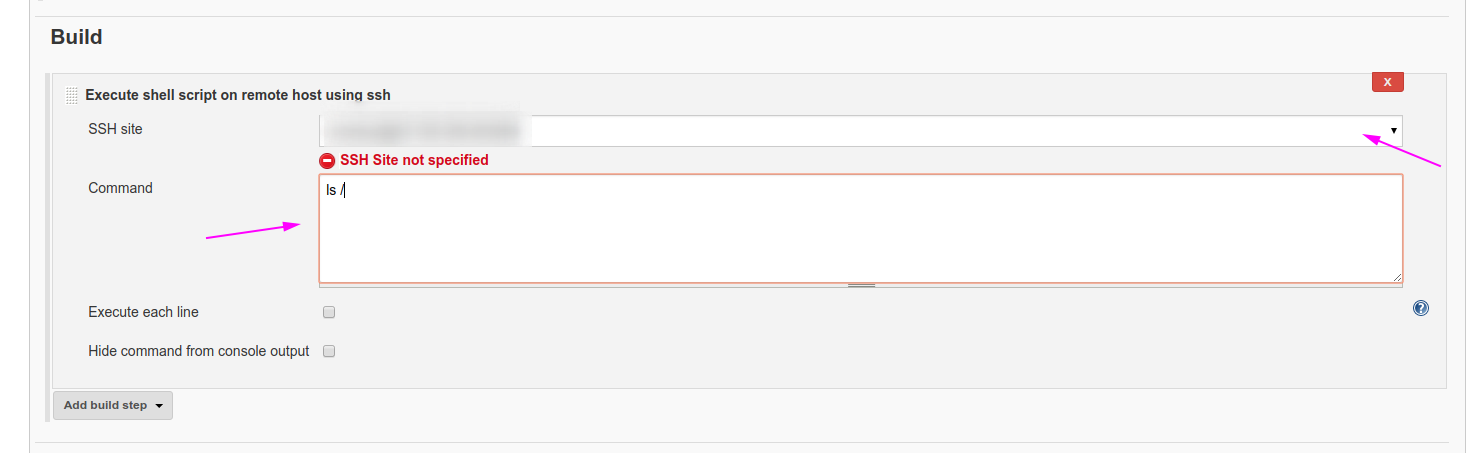 Build
X
Execute shell script on remote host using ssh
SSH site
SSH Site not specified
Command
ls /
Execute each line
?
Hide command from console output
Add build step